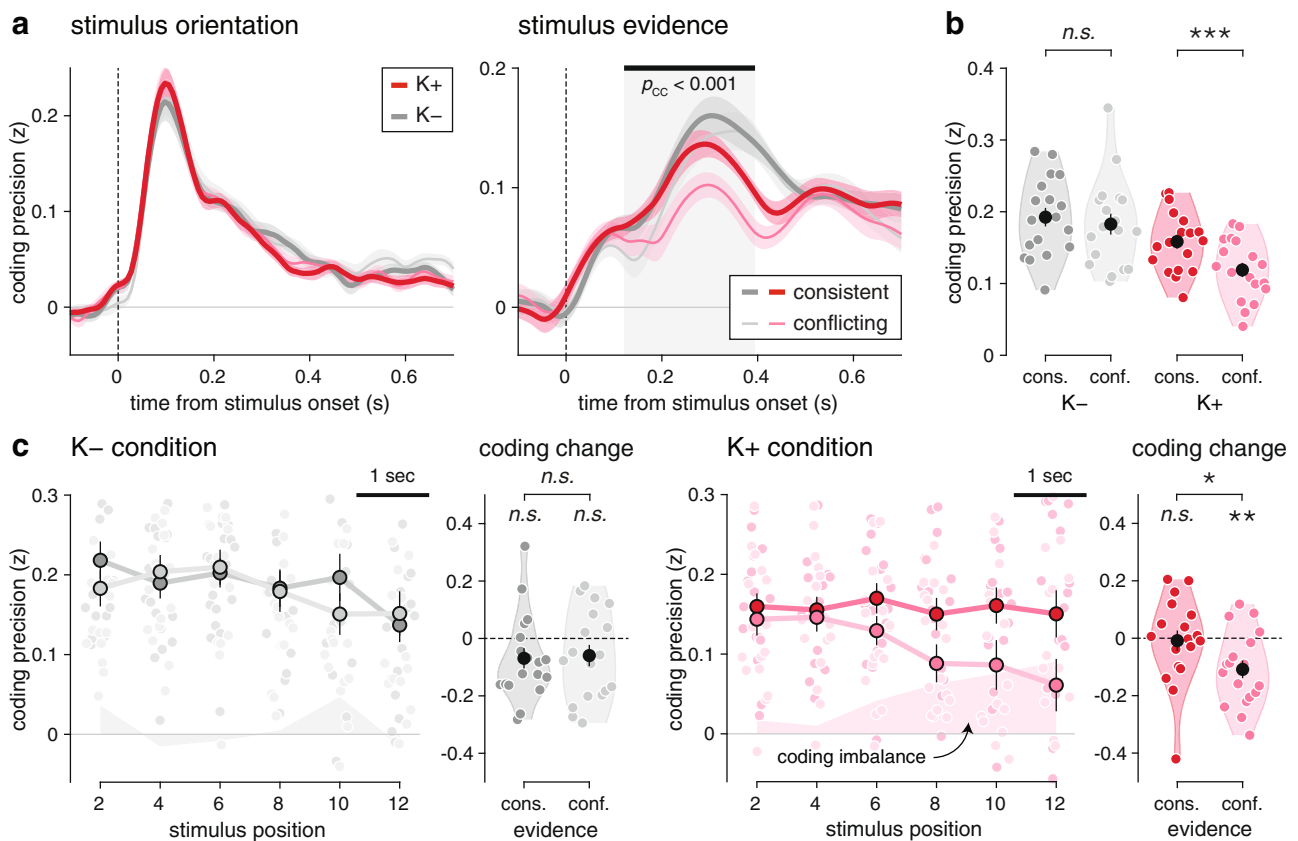 a
stimulus orientation
stimulus evidence
b
coding precision (z)
0.2
0.1
0
0
0.2
0.4
0.6
time from stimulus onset (s)
K+
K−
0.2
0.1
0
0
0.2
0.4
0.6
time from stimulus onset (s)
pCC < 0.001
consistent
conflicting
n.s.
***
coding precision (z)
0.4
0.3
0.2
0.1
0
cons.
conf.
cons.
conf.
K−
K+
c
K− condition
coding change
K+ condition
coding change
1 sec
coding precision (z)
0.3
0.2
0.1
0
2
4
6
8
10
12
stimulus position
n.s.
n.s.
n.s.
0.4
0.2
0
-0.2
-0.4
cons.
conf.
evidence
1 sec
coding precision (z)
0.3
0.2
0.1
0
coding imbalance
2
4
6
8
10
12
stimulus position
*
n.s.
**
0.4
0.2
0
-0.2
-0.4
cons.
conf.
evidence